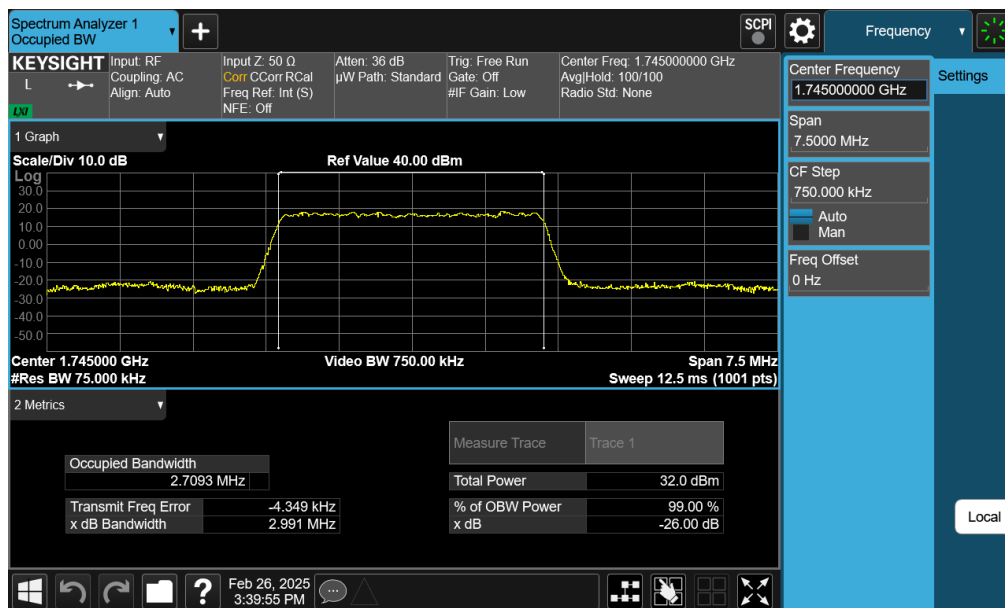 Spectrum Analyzer 1
Occupied BW
+
SCPI
Frequency
KEYSIGHT
L
LXI
Input: RF
Coupling: AC
Align: Auto
Input Z: 50 Ω
Corr CCorr RCal
Freq Ref: Int (S)
NFE: Off
Atten: 36 dB
µW Path: Standard
Trig: Free Run
Gate: Off
#IF Gain: Low
Center Freq: 1.745000000 GHz
Avg|Hold: 100/100
Radio Std: None
Center Frequency
1.745000000 GHz
Settings
Span
7.5000 MHz
CF Step
750.000 kHz
Auto
Man
Freq Offset
0 Hz
Local
1 Graph
Scale/Div 10.0 dB
Ref Value 40.00 dBm
Log
30.0
20.0
10.0
0.00
-10.0
-20.0
-30.0
-40.0
-50.0
Center 1.745000 GHz
Video BW 750.00 kHz
Span 7.5 MHz
#Res BW 75.000 kHz
Sweep 12.5 ms (1001 pts)
2 Metrics
Measure Trace Trace 1
Occupied Bandwidth
2.7093 MHz
Total Power 32.0 dBm
Transmit Freq Error -4.349 kHz
% of OBW Power 99.00 %
x dB Bandwidth 2.991 MHz
x dB -26.00 dB
?
Feb 26, 2025
3:39:55 PM